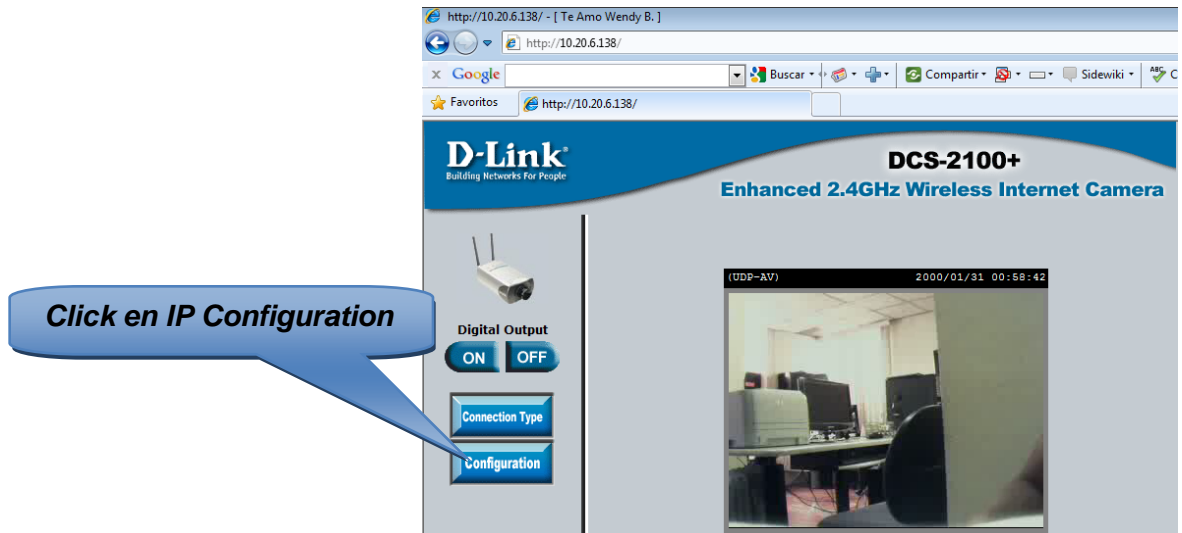 http://10.20.6.138/ - [ Te Amo Wendy B. ]
http://10.20.6.138/
x Google Buscar Compartir Sidewiki ABC C
Favoritos http://10.20.6.138/
D-Link
Building Networks For People
DCS-2100+
Enhanced 2.4GHz Wireless Internet Camera
(UDP-AV) 2000/01/31 00:58:42
Click en IP Configuration
Digital Output
ON OFF
Connection Type
Configuration